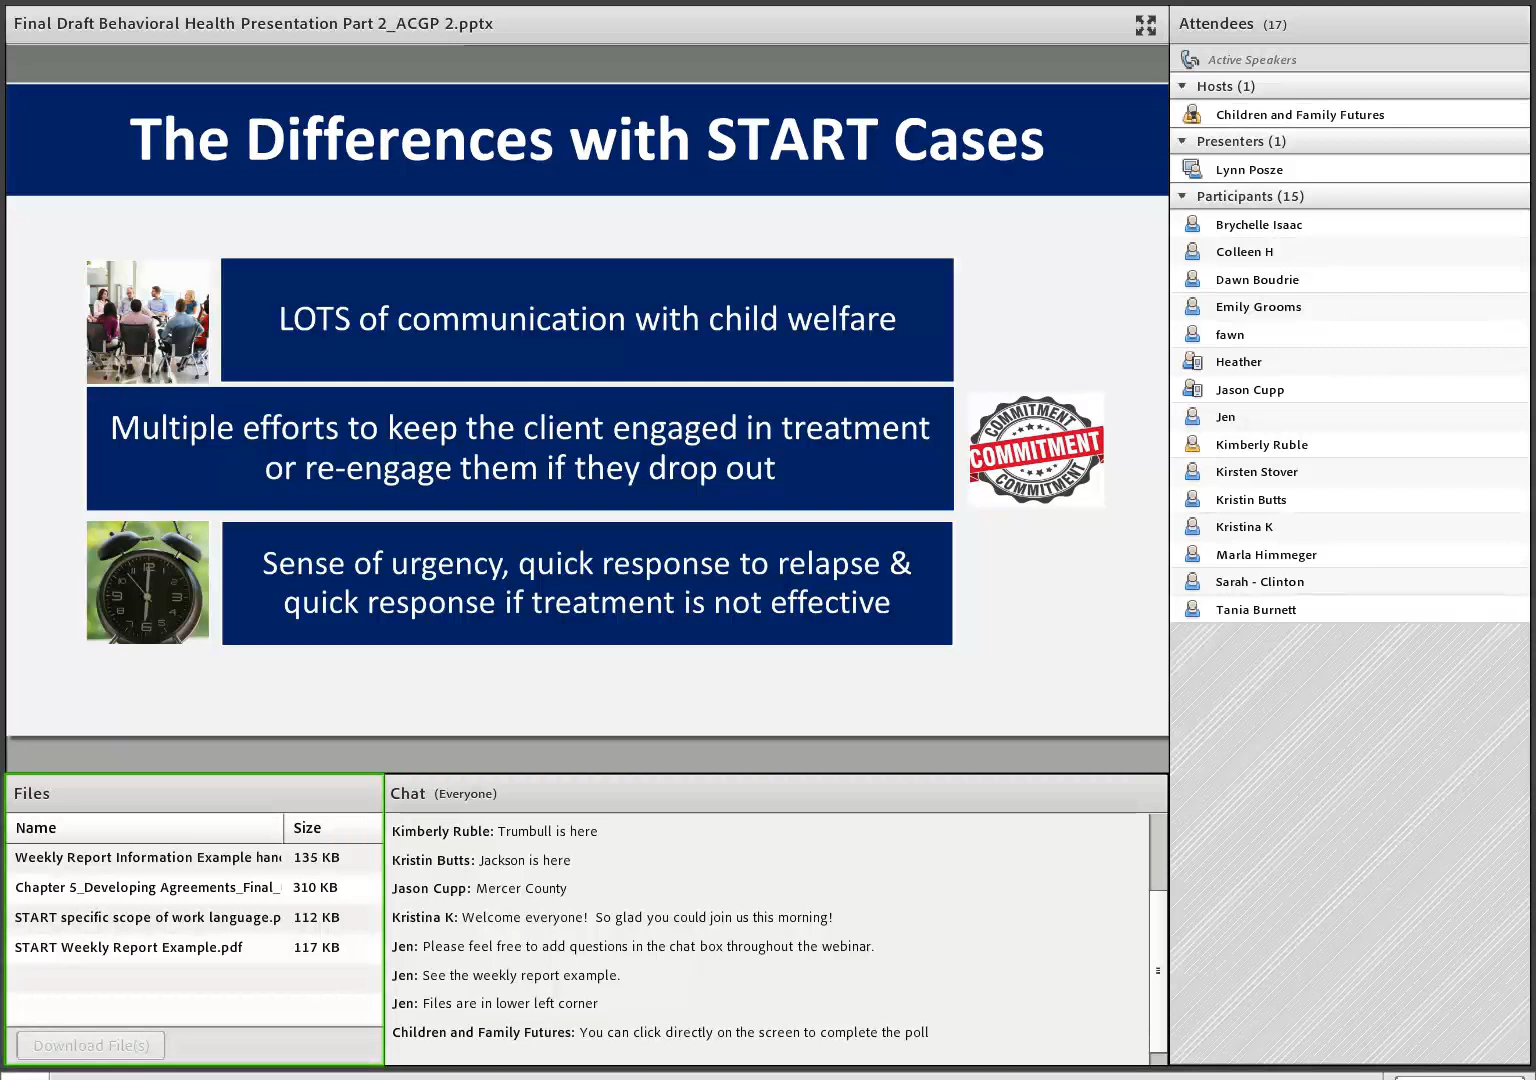 Final Draft Behavioral Health Presentation Part 2_ACGP 2.pptx
The Differences with START Cases
LOTS of communication with child welfare
Multiple efforts to keep the client engaged in treatment
or re-engage them if they drop out
COMMITMENT
COMMITMENT
COMMITMENT
Sense of urgency, quick response to relapse &
quick response if treatment is not effective
Files
Name Size
Weekly Report Information Example 135 KB
Chapter 5_Developing Agreements_Final_ 310 KB
START specific scope of work language.p 112 KB
START Weekly Report Example.pdf 117 KB
Download File(s)
Chat (Everyone)
Kimberly Ruble: Trumbull is here
Kristin Butts: Jackson is here
Jason Cupp: Mercer County
Kristina K: Welcome everyone! So glad you could join us this morning!
Jen: Please feel free to add questions in the chat box throughout the webinar.
Jen: See the weekly report example.
Jen: Files are in lower left corner
Children and Family Futures: You can click directly on the screen to complete the poll
Attendees (17)
Active Speakers
Hosts (1)
Children and Family Futures
Presenters (1)
Lynn Posze
Participants (15)
Brychelle Isaac
Colleen H
Dawn Boudrie
Emily Grooms
fawn
Heather
Jason Cupp
Jen
Kimberly Ruble
Kirsten Stover
Kristin Butts
Kristina K
Marla Himmeger
Sarah - Clinton
Tania Burnett